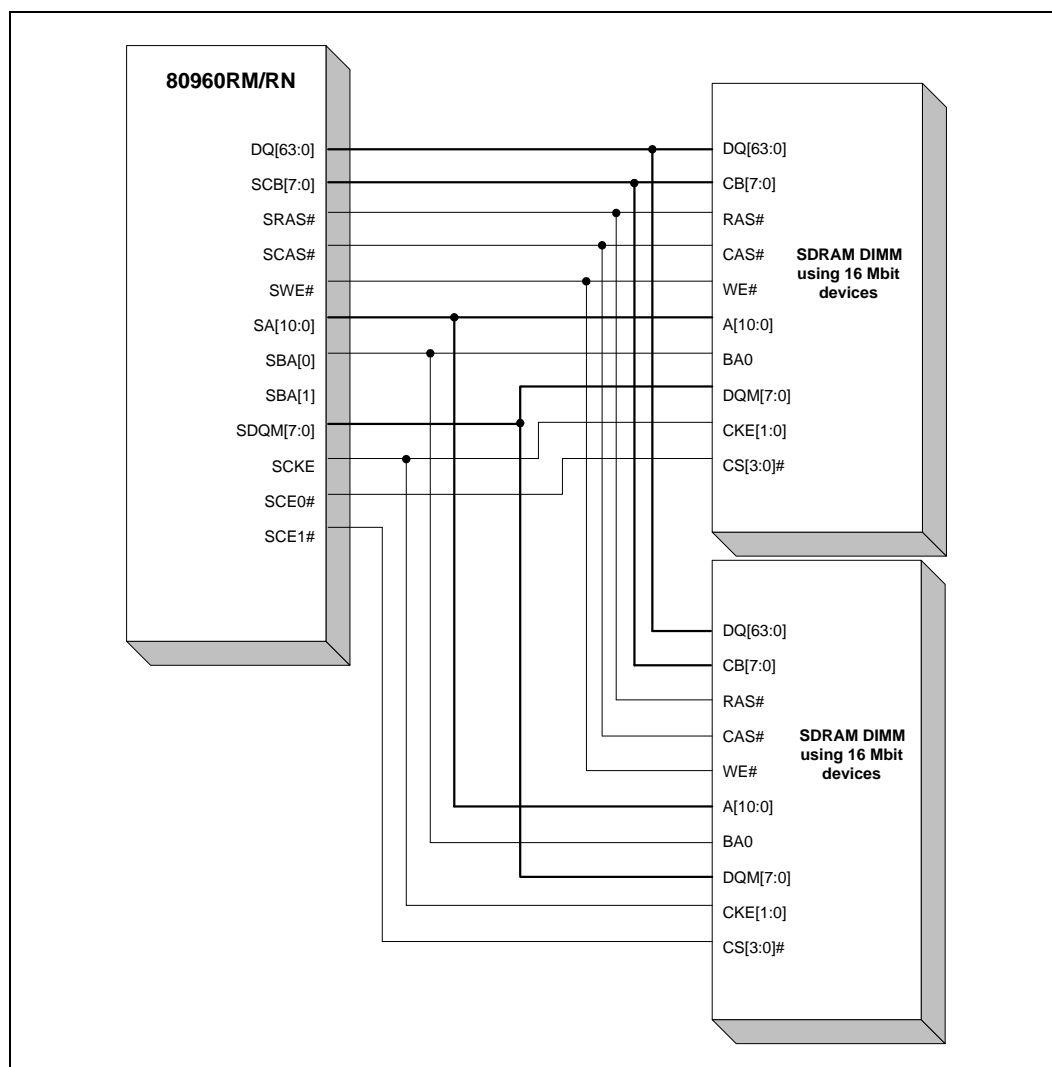 80960RM/RN
DQ[63:0]
SCB[7:0]
SRAS#
SCAS#
SWE#
SA[10:0]
SBA[0]
SBA[1]
SDQM[7:0]
SCKE
SCE0#
SCE1#
DQ[63:0]
CB[7:0]
RAS#
CAS#
WE#
A[10:0]
BA0
DQM[7:0]
CKE[1:0]
CS[3:0]#
SDRAM DIMM
using 16 Mbit
devices
DQ[63:0]
CB[7:0]
RAS#
CAS#
WE#
A[10:0]
BA0
DQM[7:0]
CKE[1:0]
CS[3:0]#
SDRAM DIMM
using 16 Mbit
devices